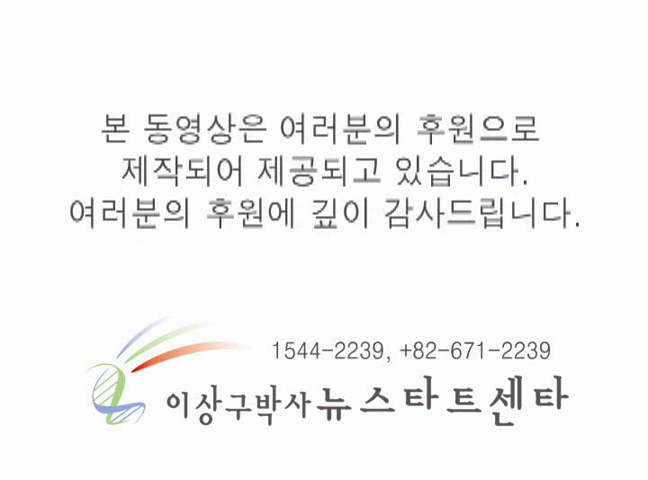 본 동영상은 여러분의 후원으로
제작되어 제공되고 있습니다.
여러분의 후원에 깊이 감사드립니다.
1544-2239, +82-671-2239
이상구박사 뉴스타트센타